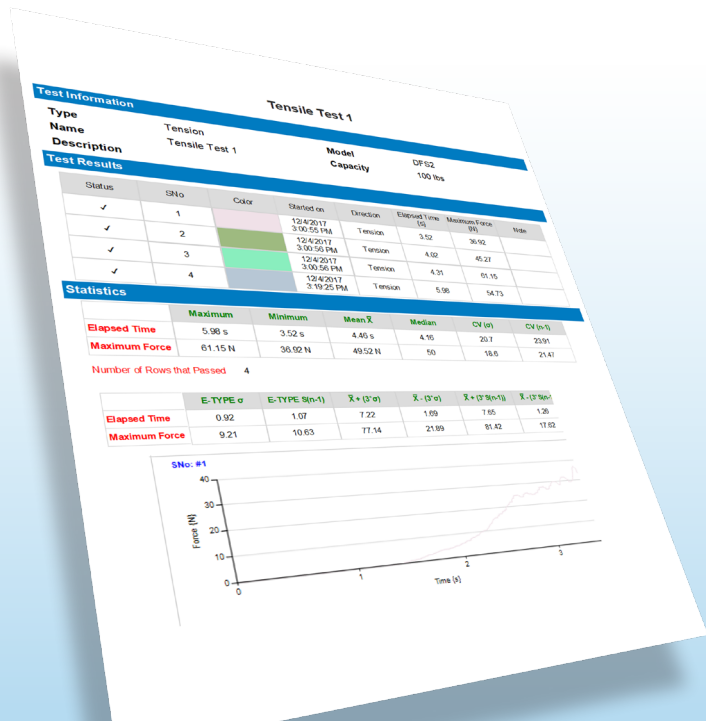 Tensile Test 1
Test Information
Type Tension Model DFS2
Name Tensile Test 1 Capacity 100 lbs
Description
Test Results
Status SNo Color Started on Direction Elapsed Time (s) Maximum Force (N) Note
✓ 1 12/4/2017 3:00:55 PM Tension 3.52 36.92
✓ 2 12/4/2017 3:00:56 PM Tension 4.02 45.27
✓ 3 12/4/2017 3:00:56 PM Tension 4.31 61.15
✓ 4 12/4/2017 3:19:25 PM Tension 5.98 54.73
Statistics
Maximum Minimum Mean X̄ Median CV (σ) CV (n-1)
Elapsed Time 5.98 s 3.52 s 4.46 s 4.16 20.7 23.91
Maximum Force 61.15 N 36.92 N 49.52 N 50 18.6 21.47
Number of Rows that Passed 4
E-TYPE σ E-TYPE S(n-1) X̄ + (3*σ) X̄ - (3*σ) X̄ + (3*S(n-1)) X̄ - (3*S(n-1
Elapsed Time 0.92 1.07 7.22 1.69 7.65 1.26
Maximum Force 9.21 10.63 77.14 21.89 81.42 17.62
SNo: #1
40
30
20
10
0
Force [N]
0 1 2 3
Time [s]